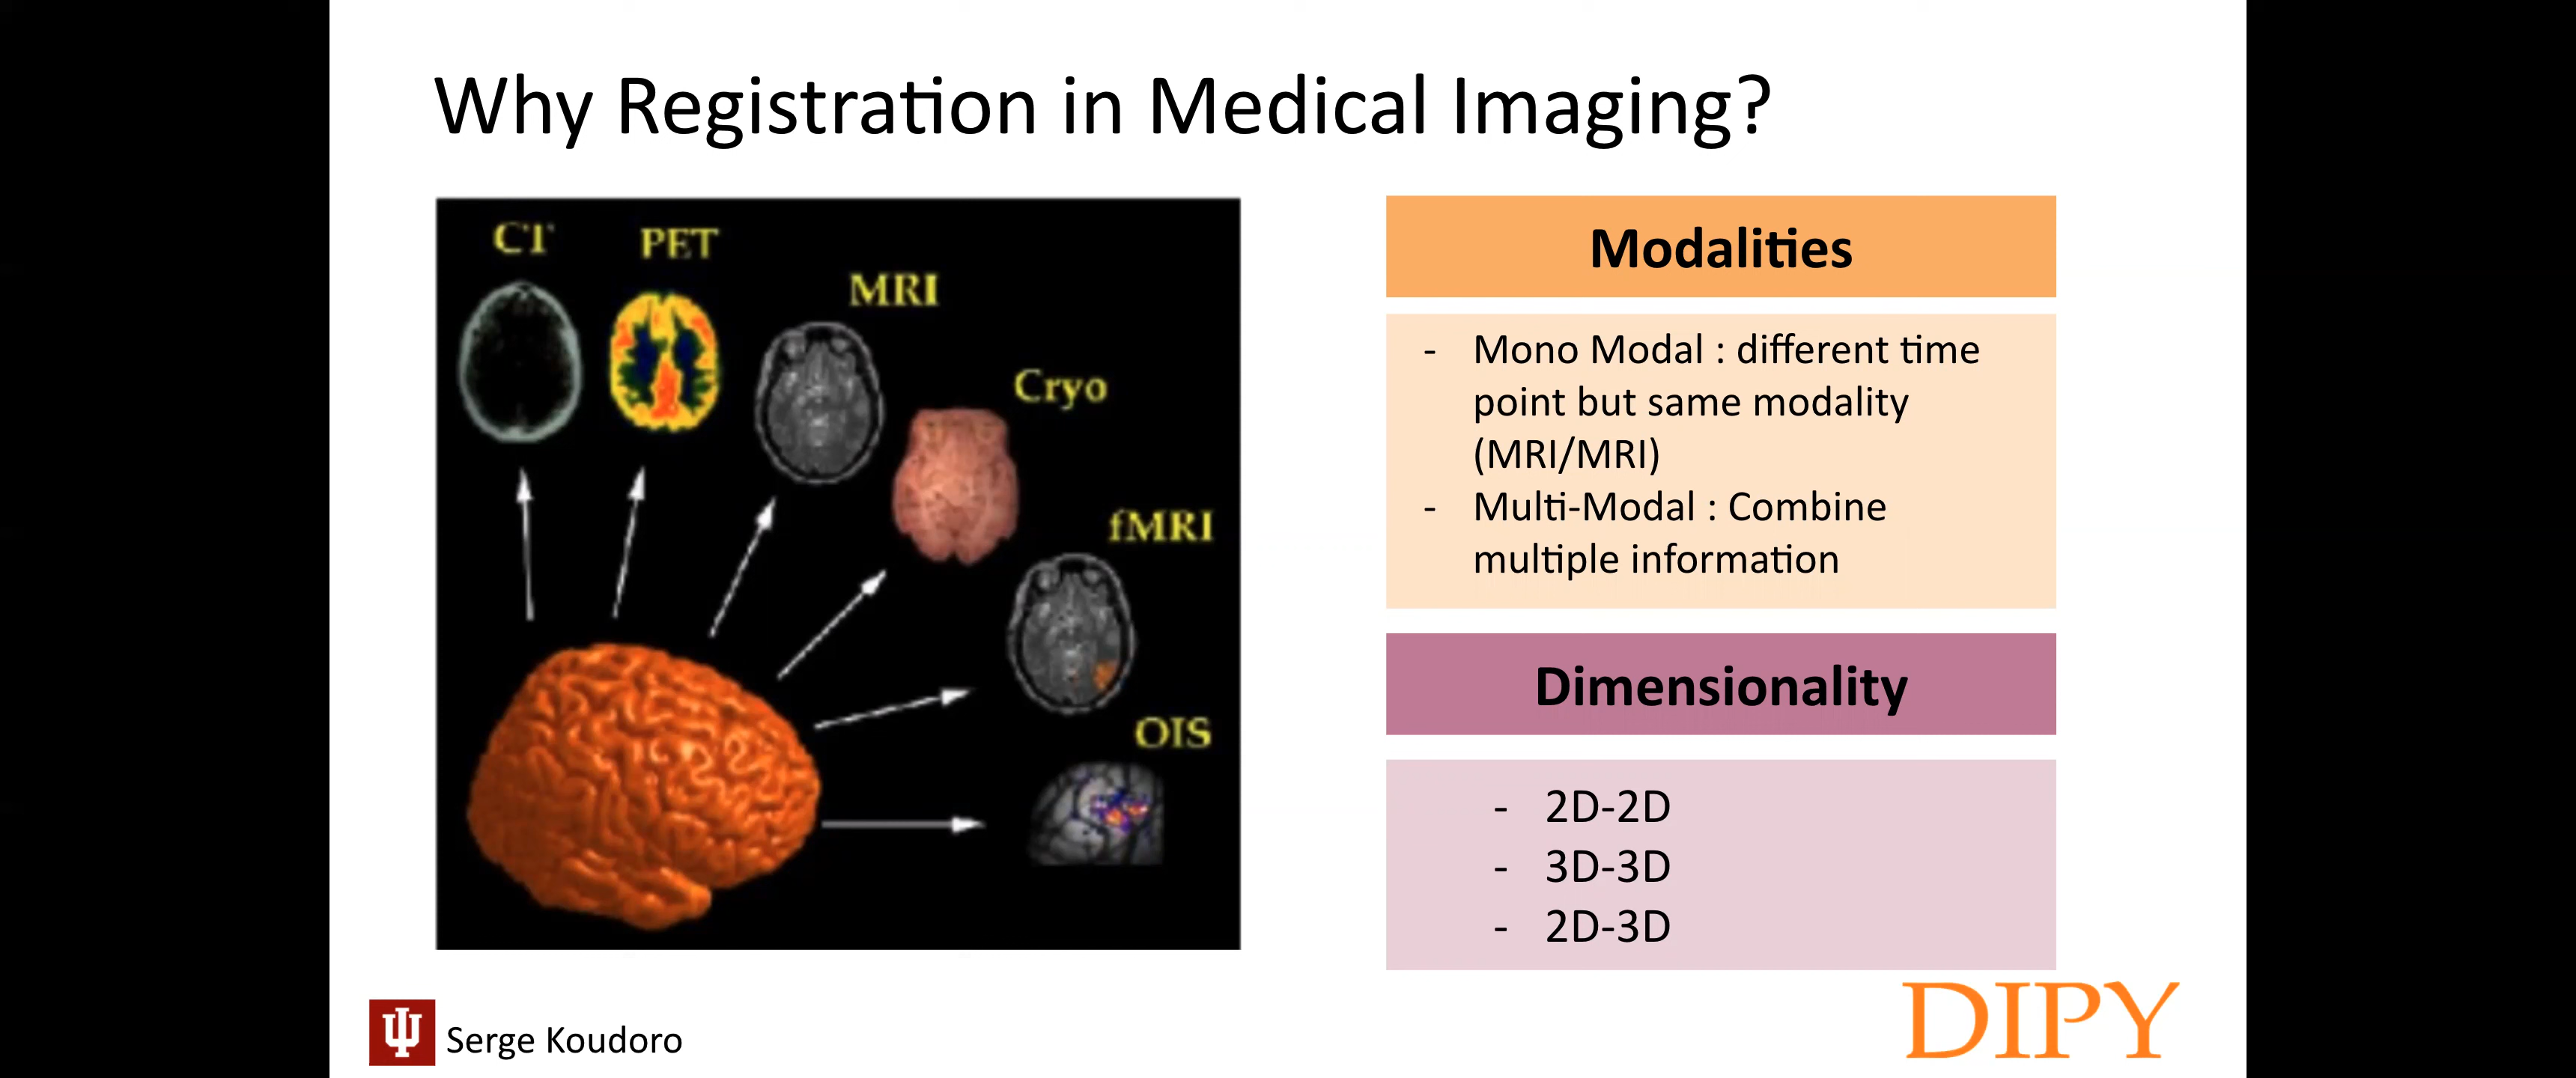 Why Registration in Medical Imaging?
CT
PET
MRI
Cryo
fMRI
OIS
Modalities
- Mono Modal : different time
point but same modality
(MRI/MRI)
- Multi-Modal : Combine
multiple information
Dimensionality
- 2D-2D
- 3D-3D
- 2D-3D
Serge Koudoro
DIPY